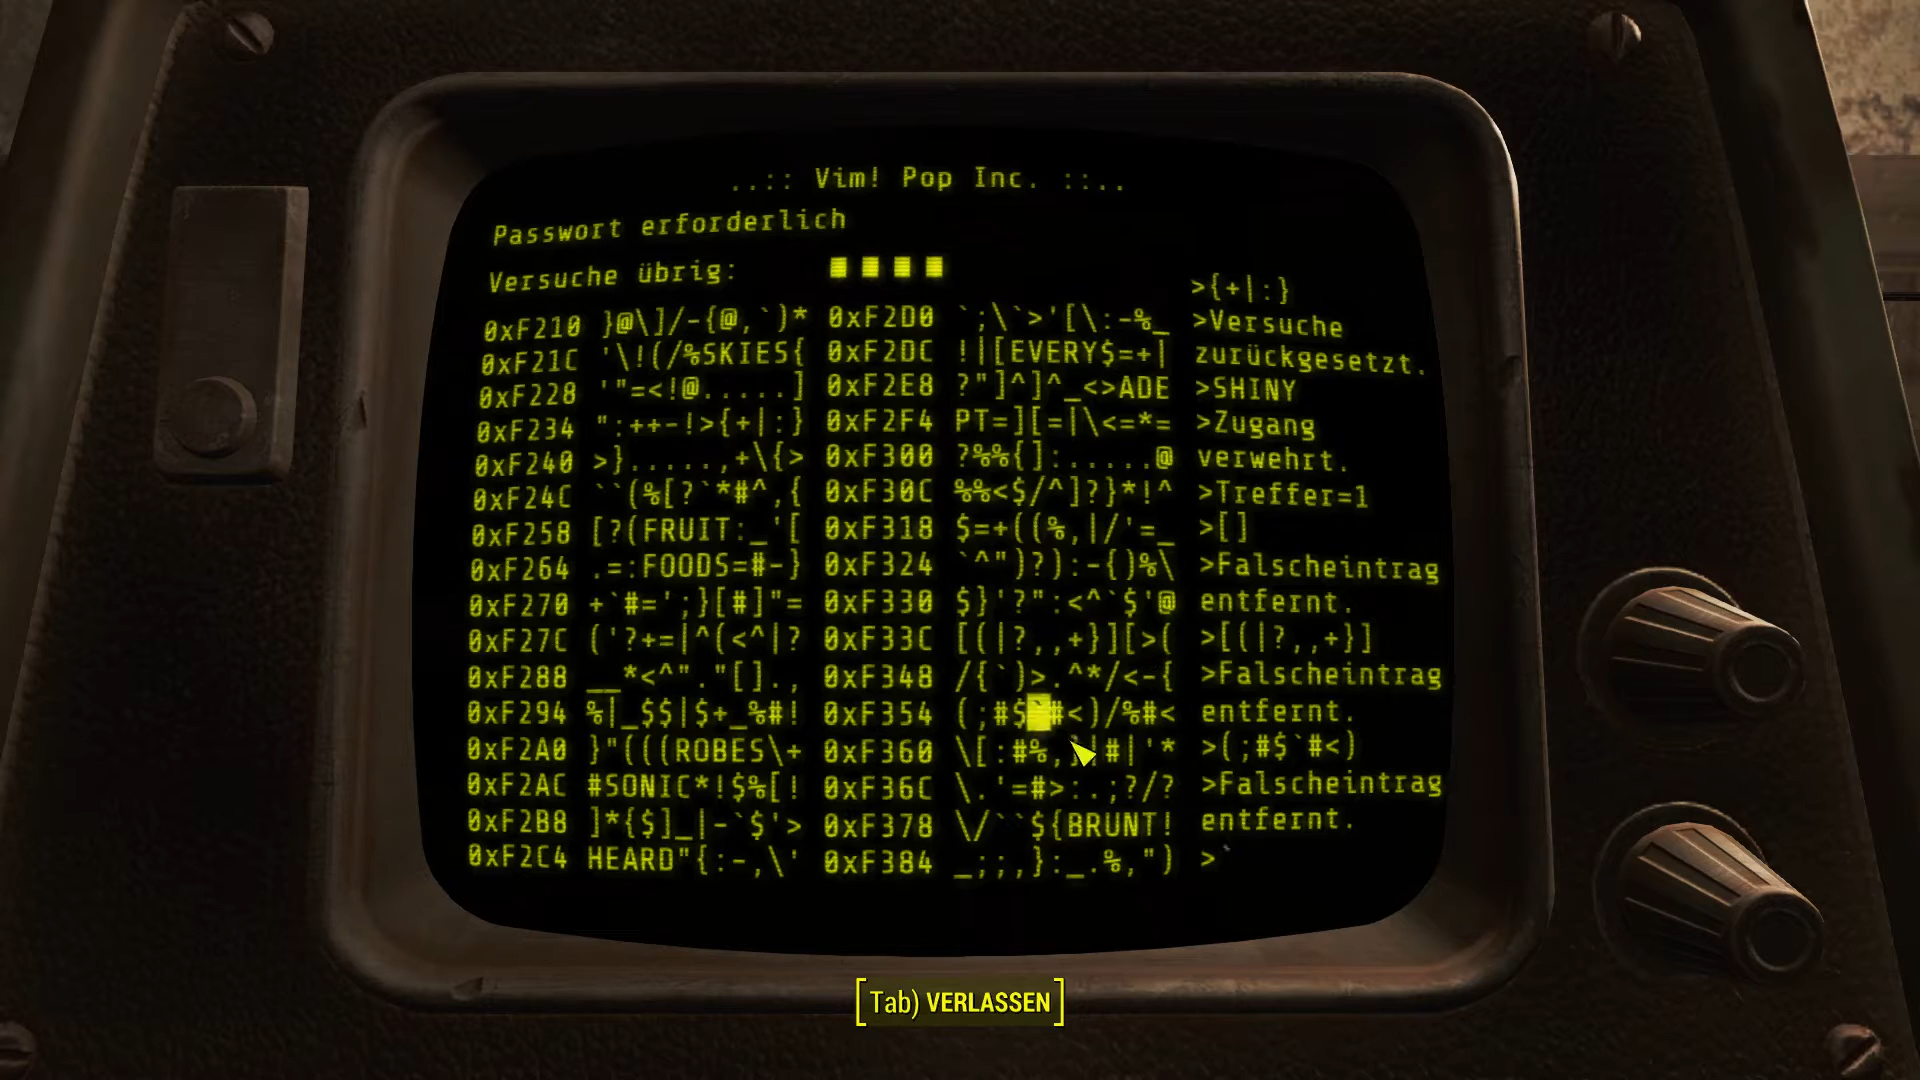 ..:: Vim! Pop Inc. ::..
Passwort erforderlich
Versuche übrig:
0xF210 }@\]/-{@,`)*
0xF21C '\!(/%SKIES{
0xF228 '"=<!@.....]
0xF234 ":++-!>{+|:}
0xF240 >}.....,+\{>
0xF24C ``(%[?`*#^,{
0xF258 [?(FRUIT:_'[
0xF264 .=:FOODS=#-}
0xF270 +`#=';}[#]"=
0xF27C ('?+=|^(<^|?
0xF288 __*<^"."[].,
0xF294 %|_$$|$+_%#!
0xF2A0 }"{((ROBES\+
0xF2AC #SONIC*!$%[!
0xF2B8 ]*{$]_|-`$'>
0xF2C4 HEARD"{:-,\'
0xF2D0 `;\`>'[\:-%_
0xF2DC !|[EVERY$=+|
0xF2E8 ?"]^]^_<>ADE
0xF2F4 PT=][=|\<=*=
0xF300 ?%%{]:.....@
0xF30C %%<$/^]?}*!^
0xF318 $=+((%,|/'=_
0xF324 `^")?):-{)%\
0xF330 $}'?":<^`$'@
0xF33C [(|?,,+}][>(
0xF348 /{`)>.^*/<-{
0xF354 (;#$`#<)/%#<
0xF360 \[:#%,}|#|'*
0xF36C \.'=#>:.;?/?
0xF378 \/``${BRUNT!
0xF384 _;;,}:_.%,")
>{+|:}
>Versuche
zurückgesetzt.
>SHINY
>Zugang
verwehrt.
>Treffer=1
>[]
>Falscheintrag
entfernt.
>[(|?,,+}]
>Falscheintrag
entfernt.
>(;#$`#<)
>Falscheintrag
entfernt.
>`
[Tab) VERLASSEN]